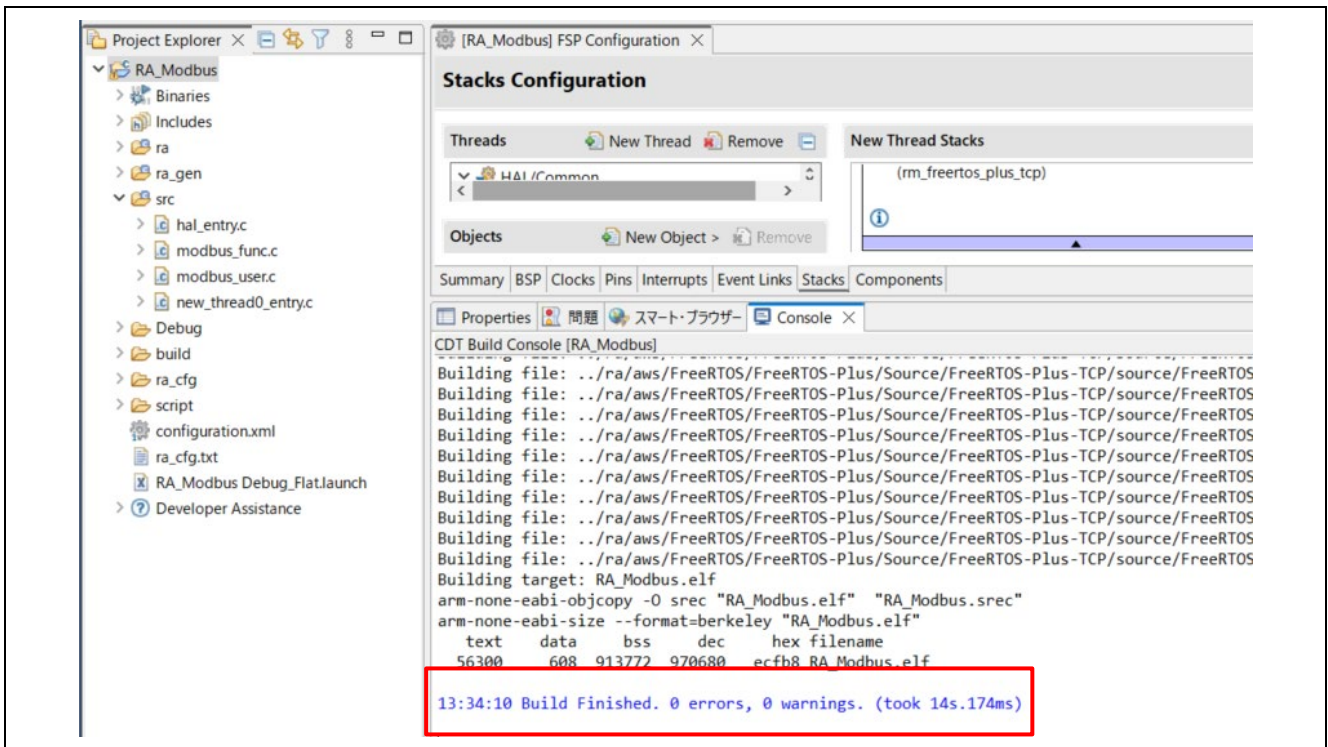 Project Explorer
RA_Modbus
Binaries
Includes
ra
ra_gen
src
hal_entry.c
modbus_func.c
modbus_user.c
new_thread0_entry.c
Debug
build
ra_cfg
script
configuration.xml
ra_cfg.txt
RA_Modbus Debug_Flat.launch
Developer Assistance
[RA_Modbus] FSP Configuration
Stacks Configuration
Threads New Thread Remove
HAL/Common
Objects New Object > Remove
New Thread Stacks
(rm_freertos_plus_tcp)
Summary BSP Clocks Pins Interrupts Event Links Stacks Components
Properties 問題 スマート・ブラウザー Console
CDT Build Console [RA_Modbus]
Building file: ../ra/aws/FreeRTOS/FreeRTOS-Plus/Source/FreeRTOS-Plus-TCP/source/FreeRTOS
Building file: ../ra/aws/FreeRTOS/FreeRTOS-Plus/Source/FreeRTOS-Plus-TCP/source/FreeRTOS
Building file: ../ra/aws/FreeRTOS/FreeRTOS-Plus/Source/FreeRTOS-Plus-TCP/source/FreeRTOS
Building file: ../ra/aws/FreeRTOS/FreeRTOS-Plus/Source/FreeRTOS-Plus-TCP/source/FreeRTOS
Building file: ../ra/aws/FreeRTOS/FreeRTOS-Plus/Source/FreeRTOS-Plus-TCP/source/FreeRTOS
Building file: ../ra/aws/FreeRTOS/FreeRTOS-Plus/Source/FreeRTOS-Plus-TCP/source/FreeRTOS
Building file: ../ra/aws/FreeRTOS/FreeRTOS-Plus/Source/FreeRTOS-Plus-TCP/source/FreeRTOS
Building file: ../ra/aws/FreeRTOS/FreeRTOS-Plus/Source/FreeRTOS-Plus-TCP/source/FreeRTOS
Building file: ../ra/aws/FreeRTOS/FreeRTOS-Plus/Source/FreeRTOS-Plus-TCP/source/FreeRTOS
Building file: ../ra/aws/FreeRTOS/FreeRTOS-Plus/Source/FreeRTOS-Plus-TCP/source/FreeRTOS
Building target: RA_Modbus.elf
arm-none-eabi-objcopy -O srec "RA_Modbus.elf" "RA_Modbus.srec"
arm-none-eabi-size --format=berkeley "RA_Modbus.elf"
text data bss dec hex filename
56300 608 913772 970680 ecfb8 RA_Modbus.elf
13:34:10 Build Finished. 0 errors, 0 warnings. (took 14s.174ms)